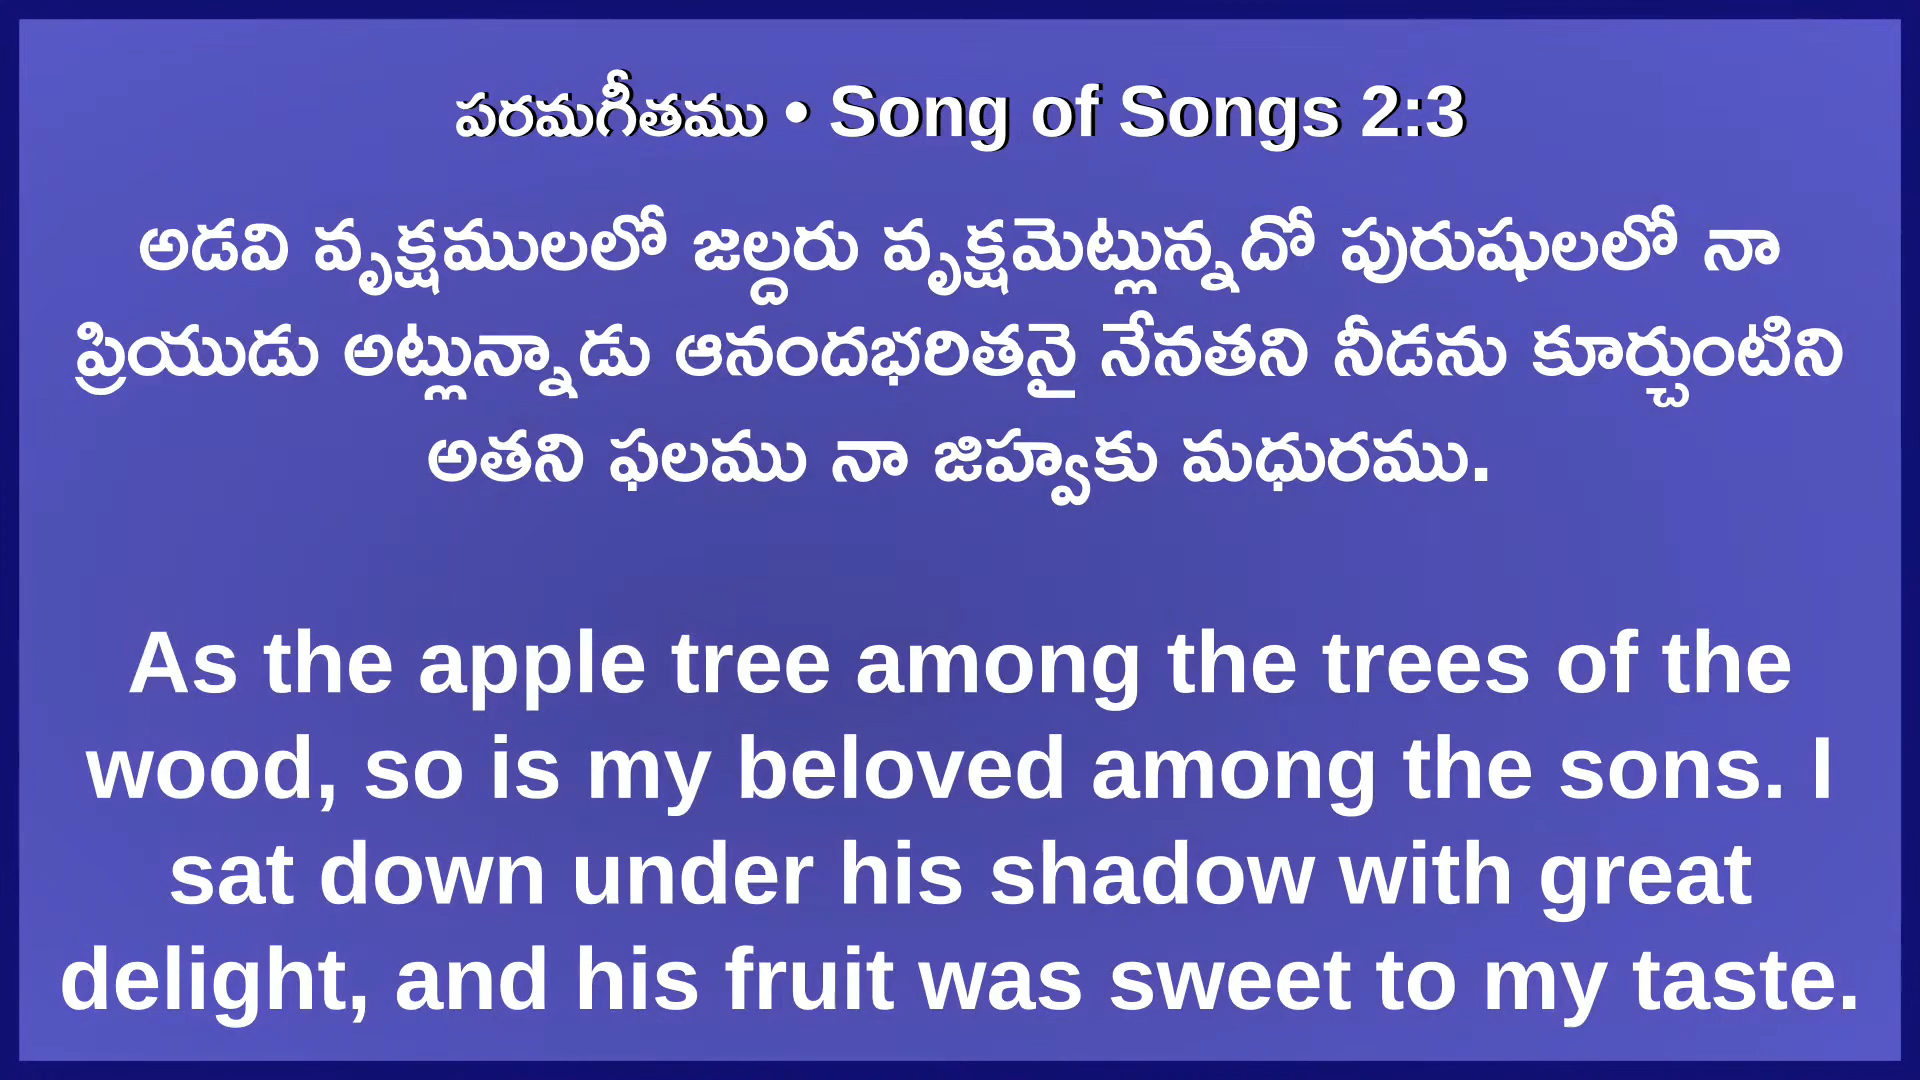 పరమగీతము • Song of Songs 2:3
అడవి వృక్షములలో జల్దరు వృక్షమెట్లున్నదో పురుషులలో నా
ప్రియుడు అట్లున్నాడు ఆనందభరితనై నేనతని నీడను కూర్చుంటిని
అతని ఫలము నా జిహ్వకు మధురము.
As the apple tree among the trees of the
wood, so is my beloved among the sons. I
sat down under his shadow with great
delight, and his fruit was sweet to my taste.